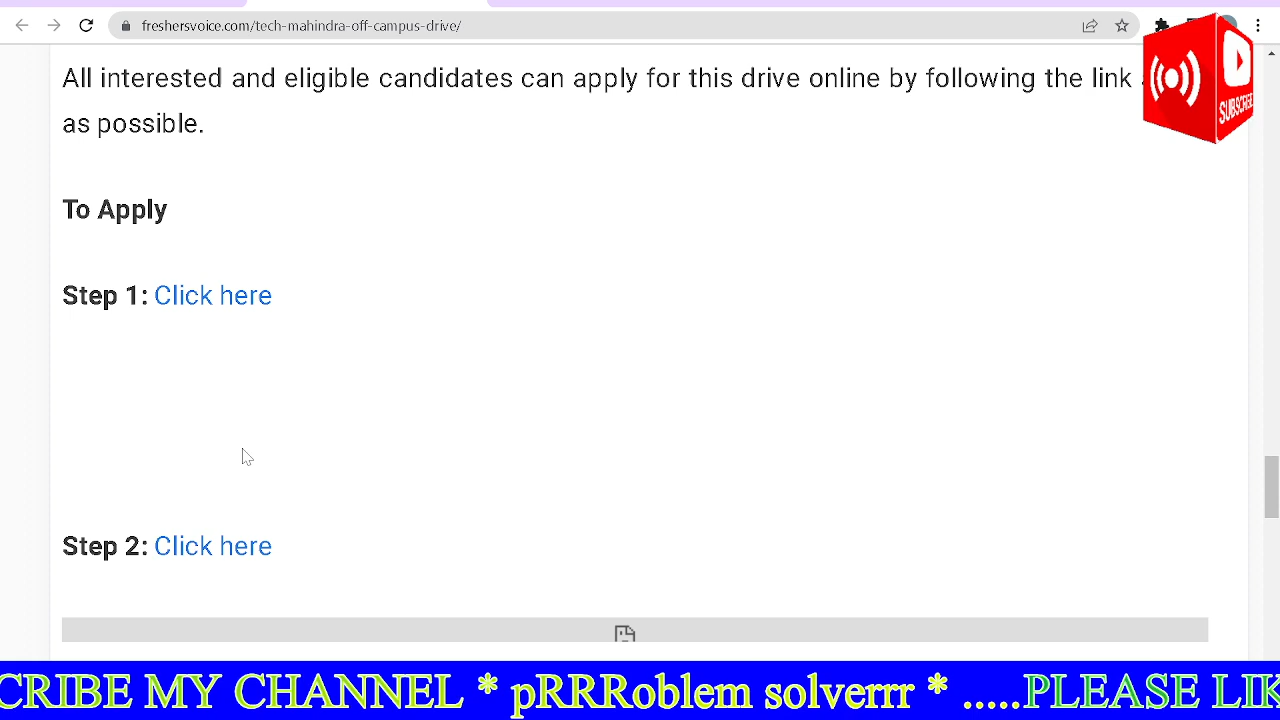 freshersvoice.com/tech-mahindra-off-campus-drive/
All interested and eligible candidates can apply for this drive online by following the link
as possible.
To Apply
Step 1: Click here
Step 2: Click here
SUBSCRIBE
CRIBE MY CHANNEL * pRRRoblem solverrr * .....PLEASE LIK